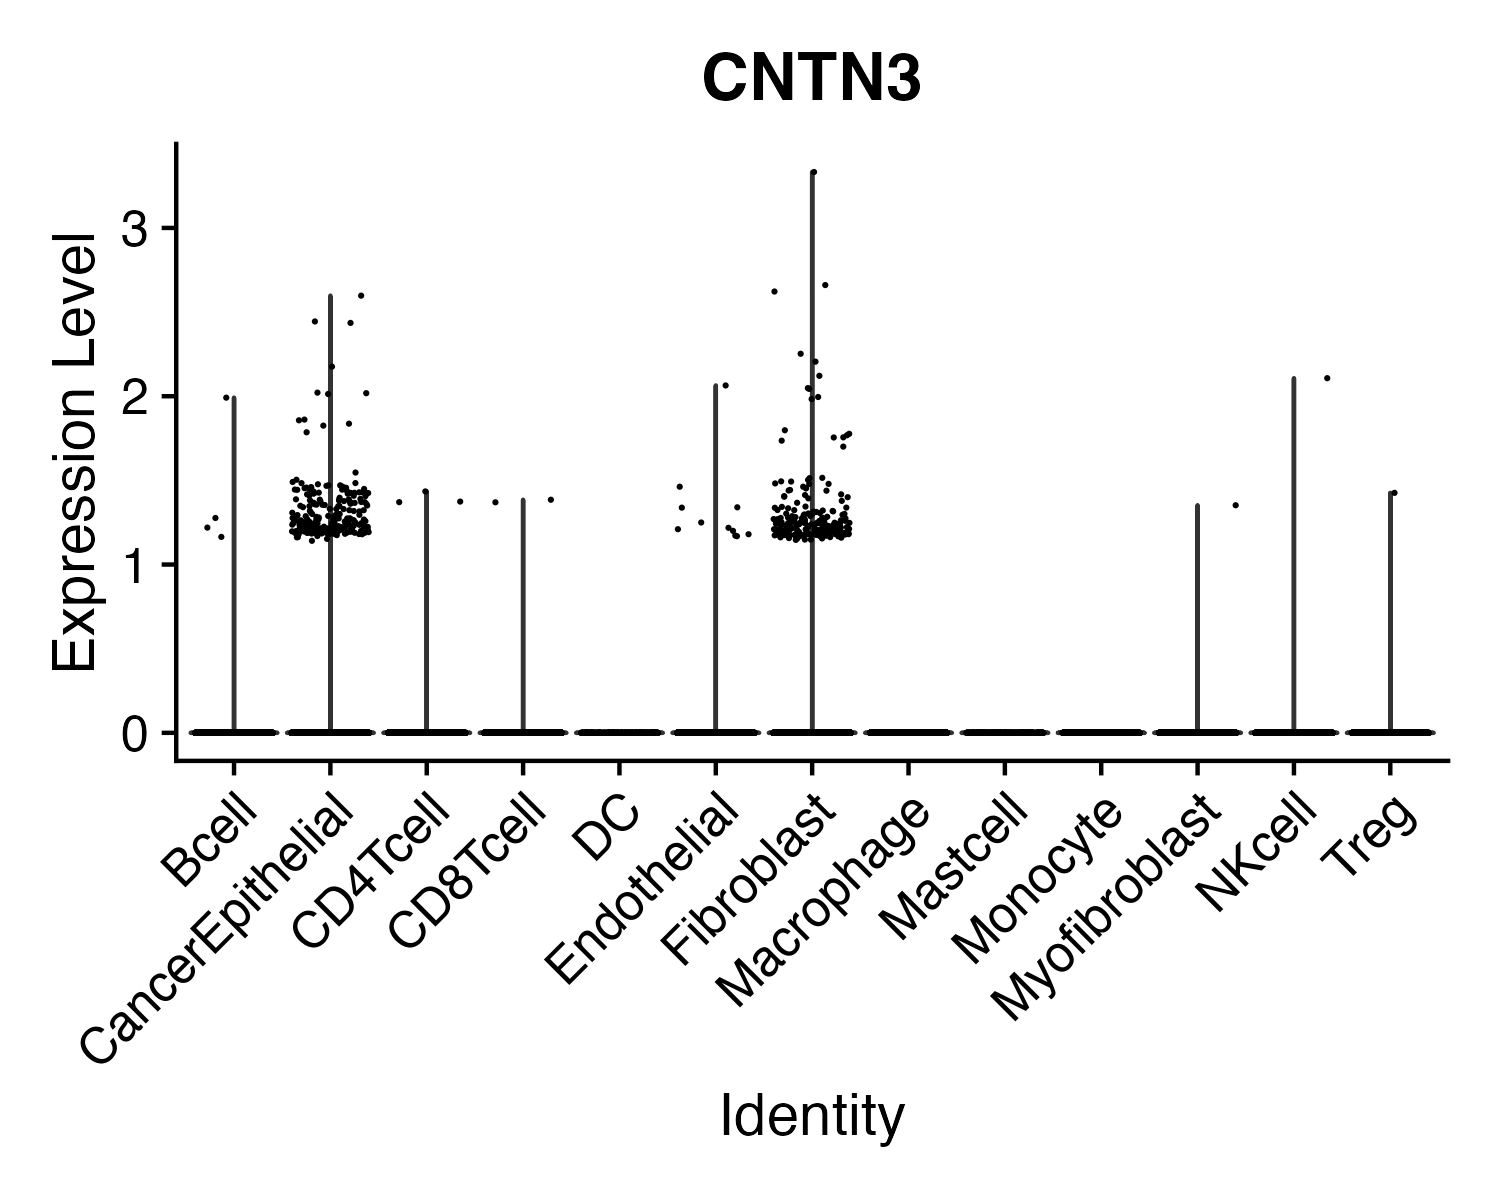 CNTN3
Expression Level
3
2
1
0
Bcell
CancerEpithelial
CD4Tcell
CD8Tcell
DC
Endothelial
Fibroblast
Macrophage
Mastcell
Monocyte
Myofibroblast
NKcell
Treg
Identity